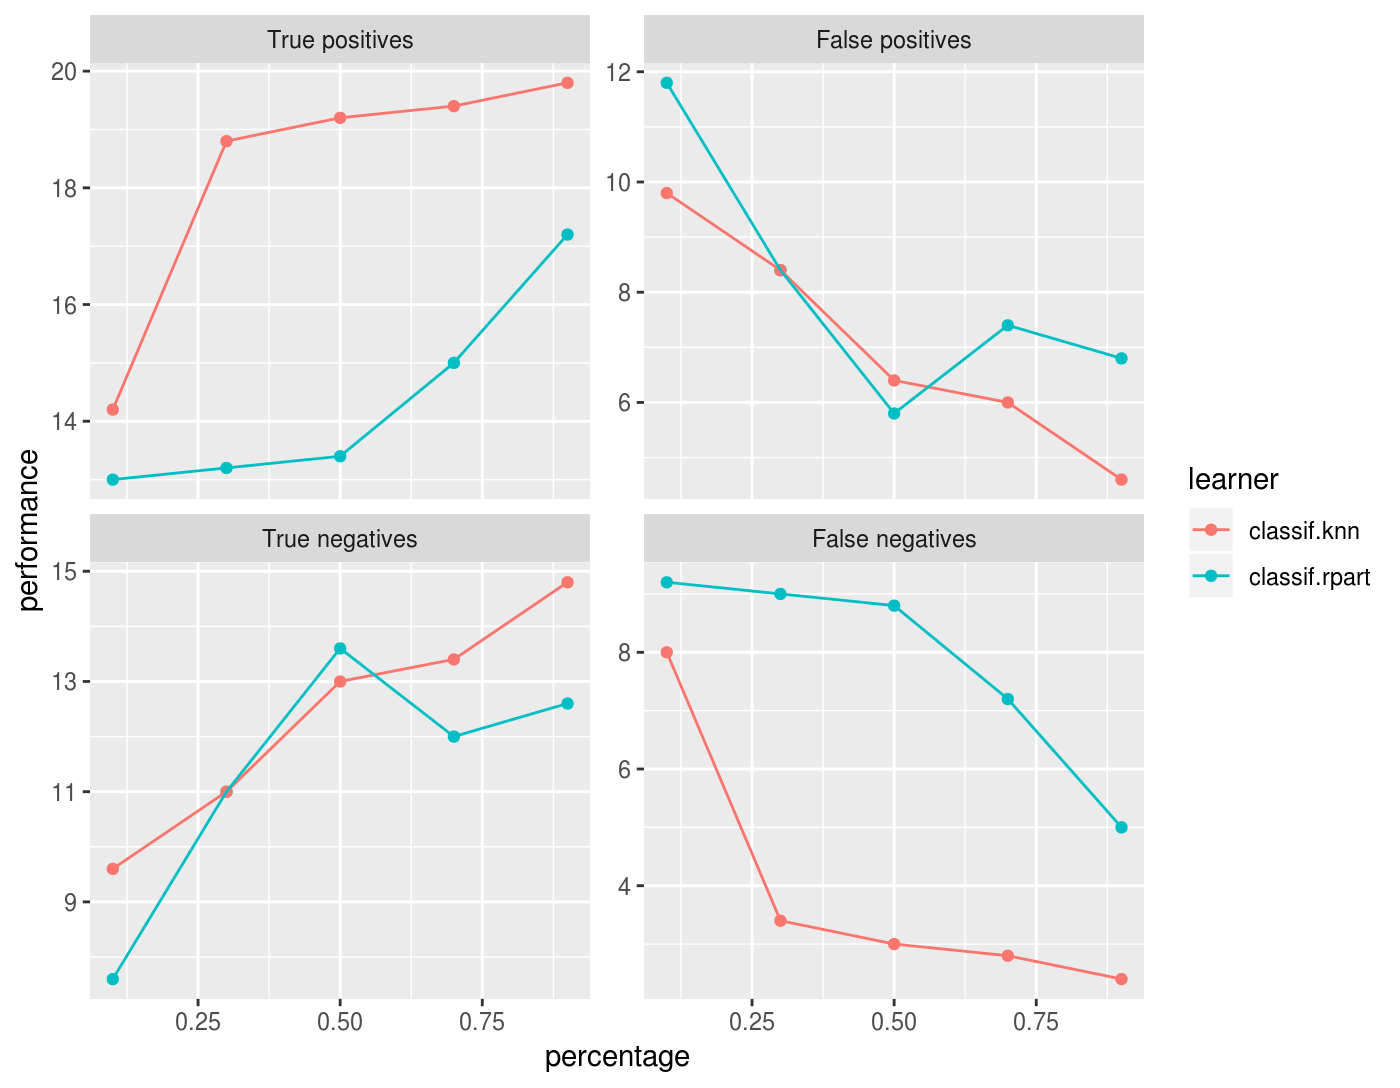 True positives
False positives
20
18
16
14
12
10
8
6
True negatives
False negatives
15
13
11
9
8
6
4
0.25 0.50 0.75
0.25 0.50 0.75
percentage
performance
learner
classif.knn
classif.rpart